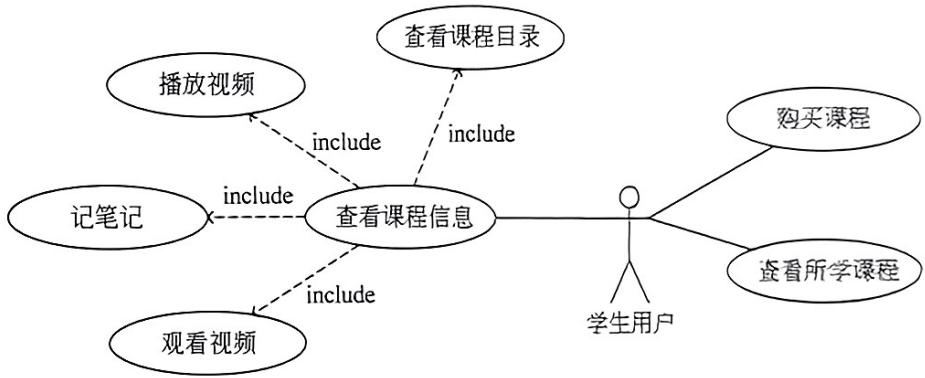 查看课程目录
播放视频
购买课程
include
include
include
记笔记
查看课程信息
查看所学课程
include
学生用户
观看视频